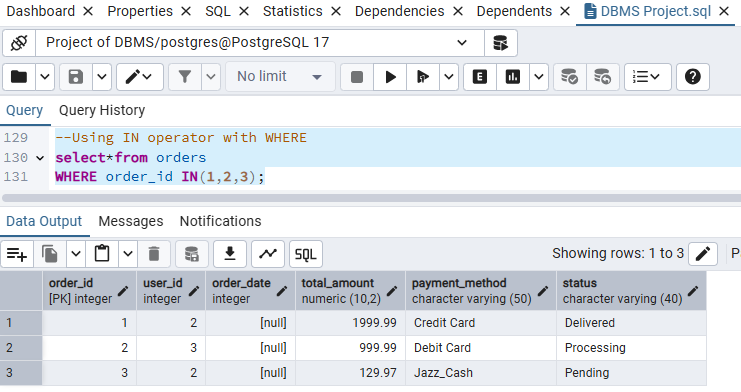 Dashboard X Properties X SQL X Statistics X Dependencies X Dependents X DBMS Project.sql X
Project of DBMS/postgres@PostgreSQL 17
No limit E
Query Query History
129 --Using IN operator with WHERE
130 select*from orders
131 WHERE order_id IN(1,2,3);
Data Output Messages Notifications
SQL Showing rows: 1 to 3 P
order_id user_id order_date total_amount payment_method status
[PK] integer integer integer numeric (10,2) character varying (50) character varying (40)
1 1 2 [null] 1999.99 Credit Card Delivered
2 2 3 [null] 999.99 Debit Card Processing
3 3 2 [null] 129.97 Jazz_Cash Pending